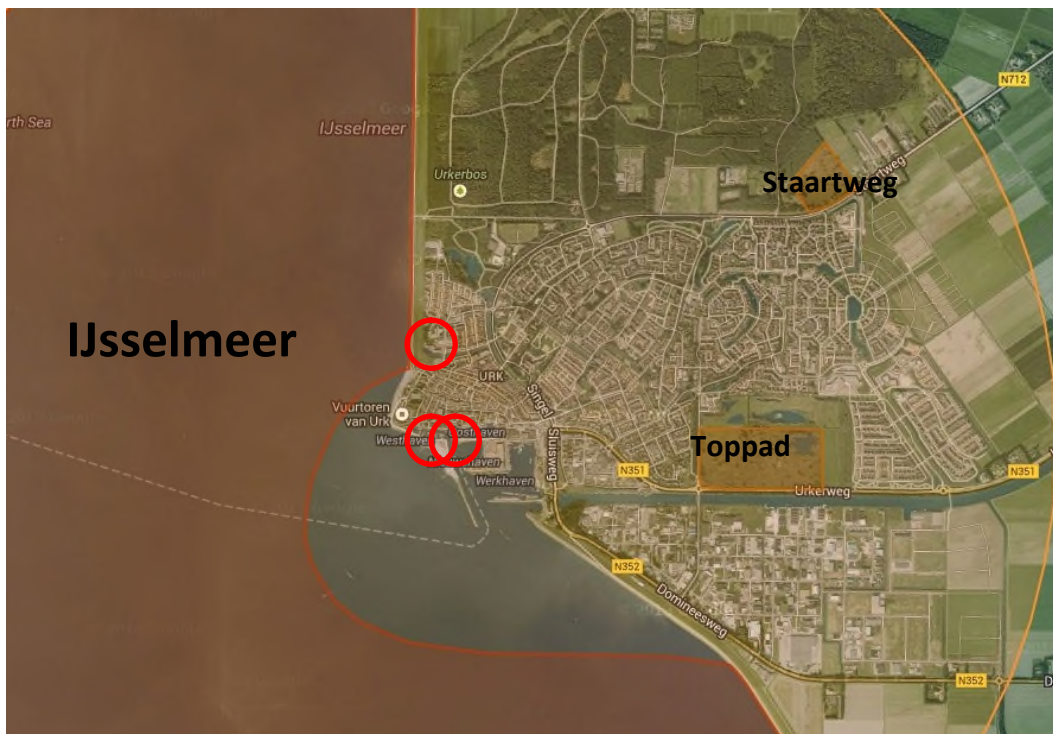 N712
rth Sea
IJsselmeer
Urkerbos
Staartweg
IJsselmeer
URK
Singel
Vuurtoren
van Urk
Westhaven
Oosthaven
Sluisweg
Toppad
Nieuwehaven
Werkhaven
N351
N351
Urkerweg
N352
Domineesweg
N352
D